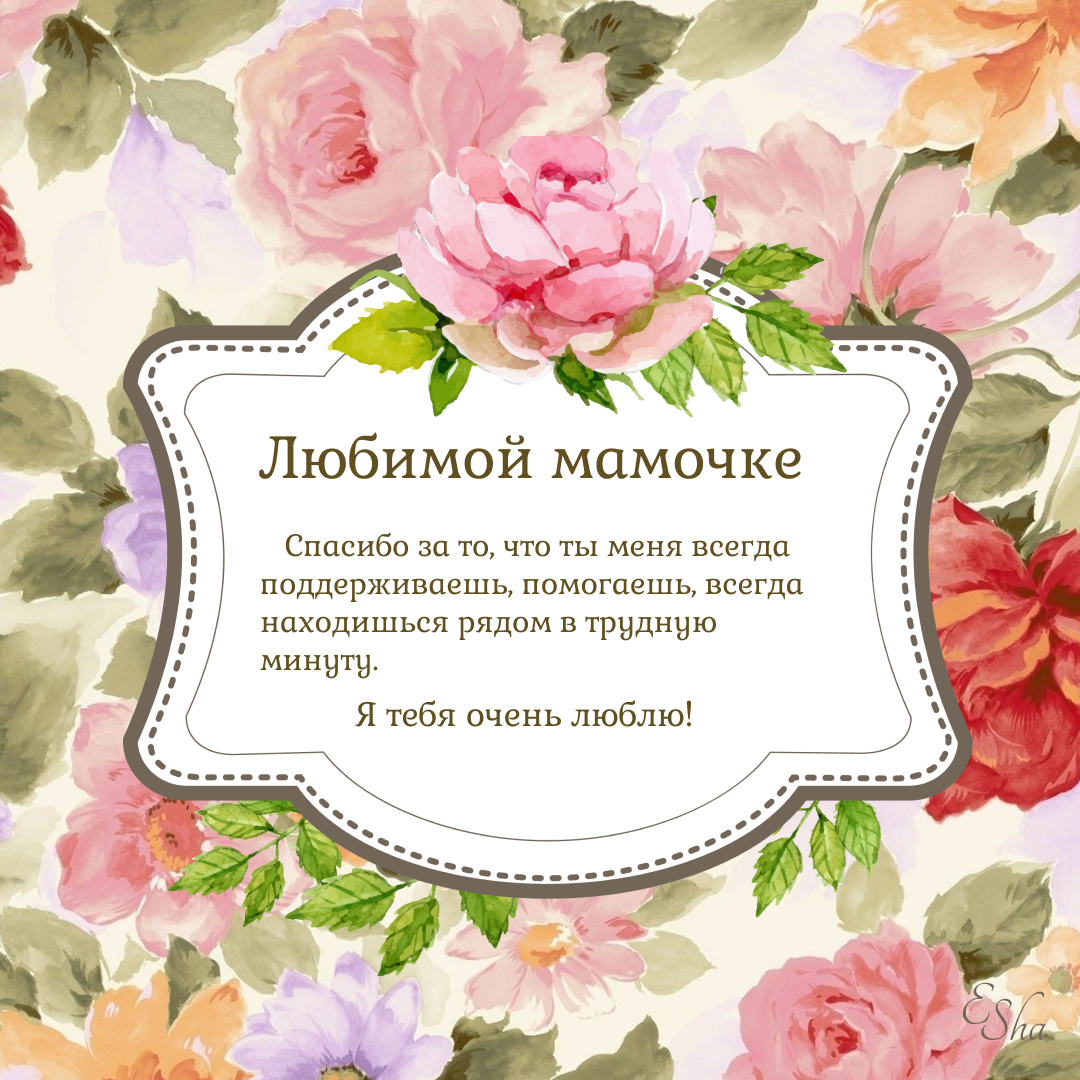 Любимой мамочке
Спасибо за то, что ты меня всегда
поддерживаешь, помогаешь, всегда
находишься рядом в трудную
минуту.
Я тебя очень люблю!
ESha